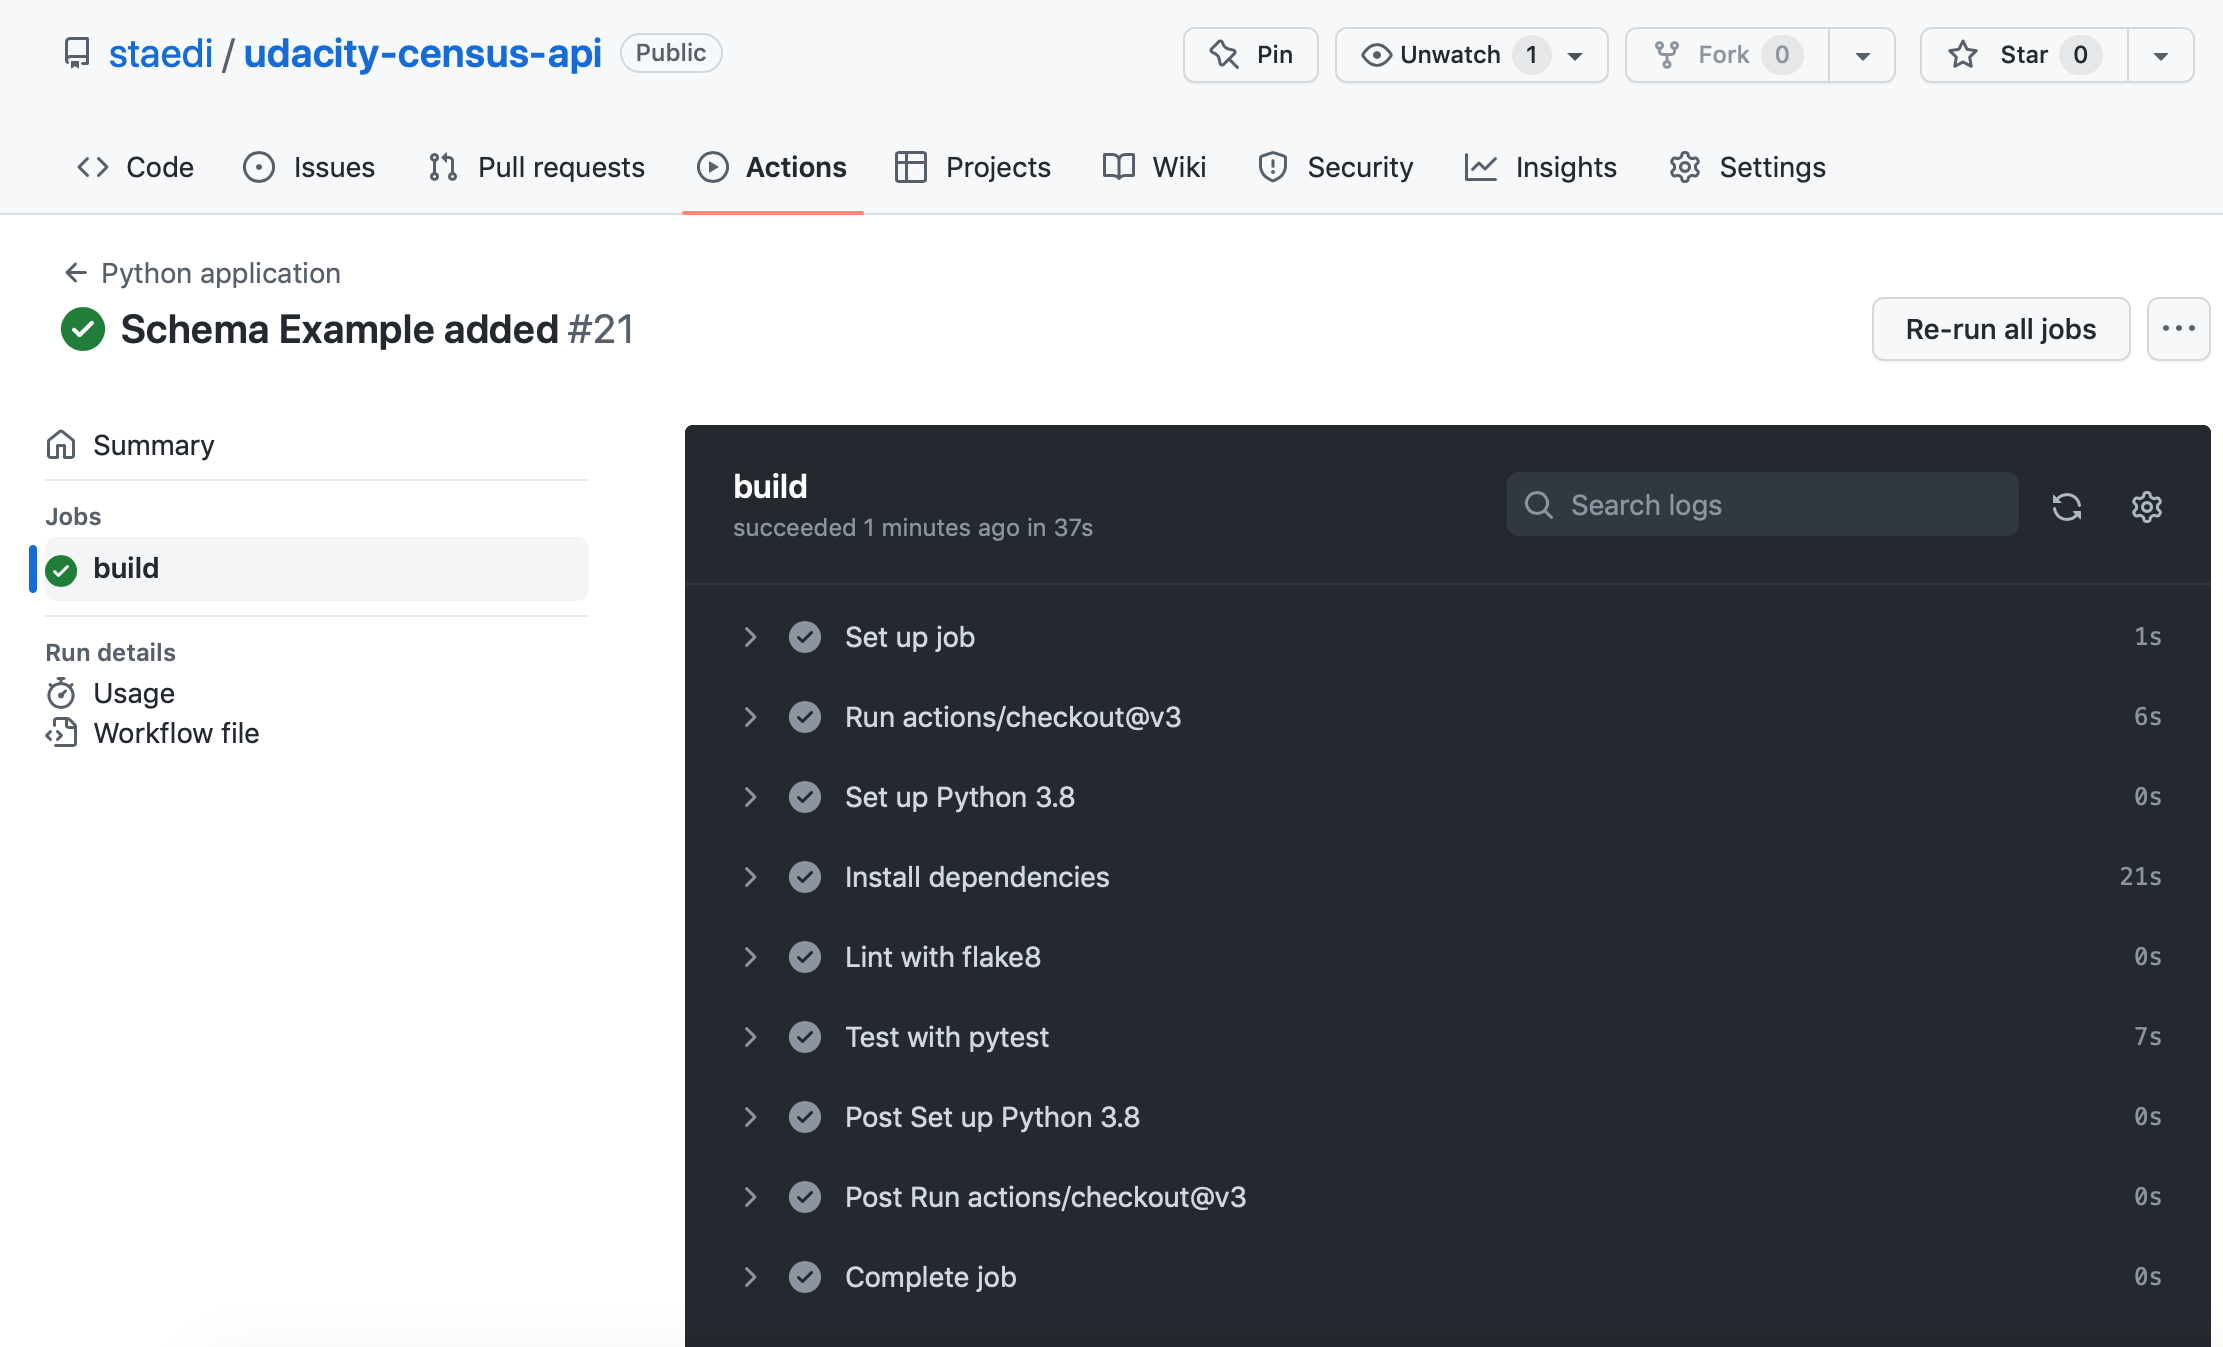 staedi / udacity-census-api Public Pin Unwatch 1 Fork 0 Star 0
Code Issues Pull requests Actions Projects Wiki Security Insights Settings
Python application
Schema Example added #21
Re-run all jobs
Summary
Jobs
build
Run details
Usage
Workflow file
build
succeeded 1 minutes ago in 37s
Search logs
Set up job 1s
Run actions/checkout@v3 6s
Set up Python 3.8 0s
Install dependencies 21s
Lint with flake8 0s
Test with pytest 7s
Post Set up Python 3.8 0s
Post Run actions/checkout@v3 0s
Complete job 0s